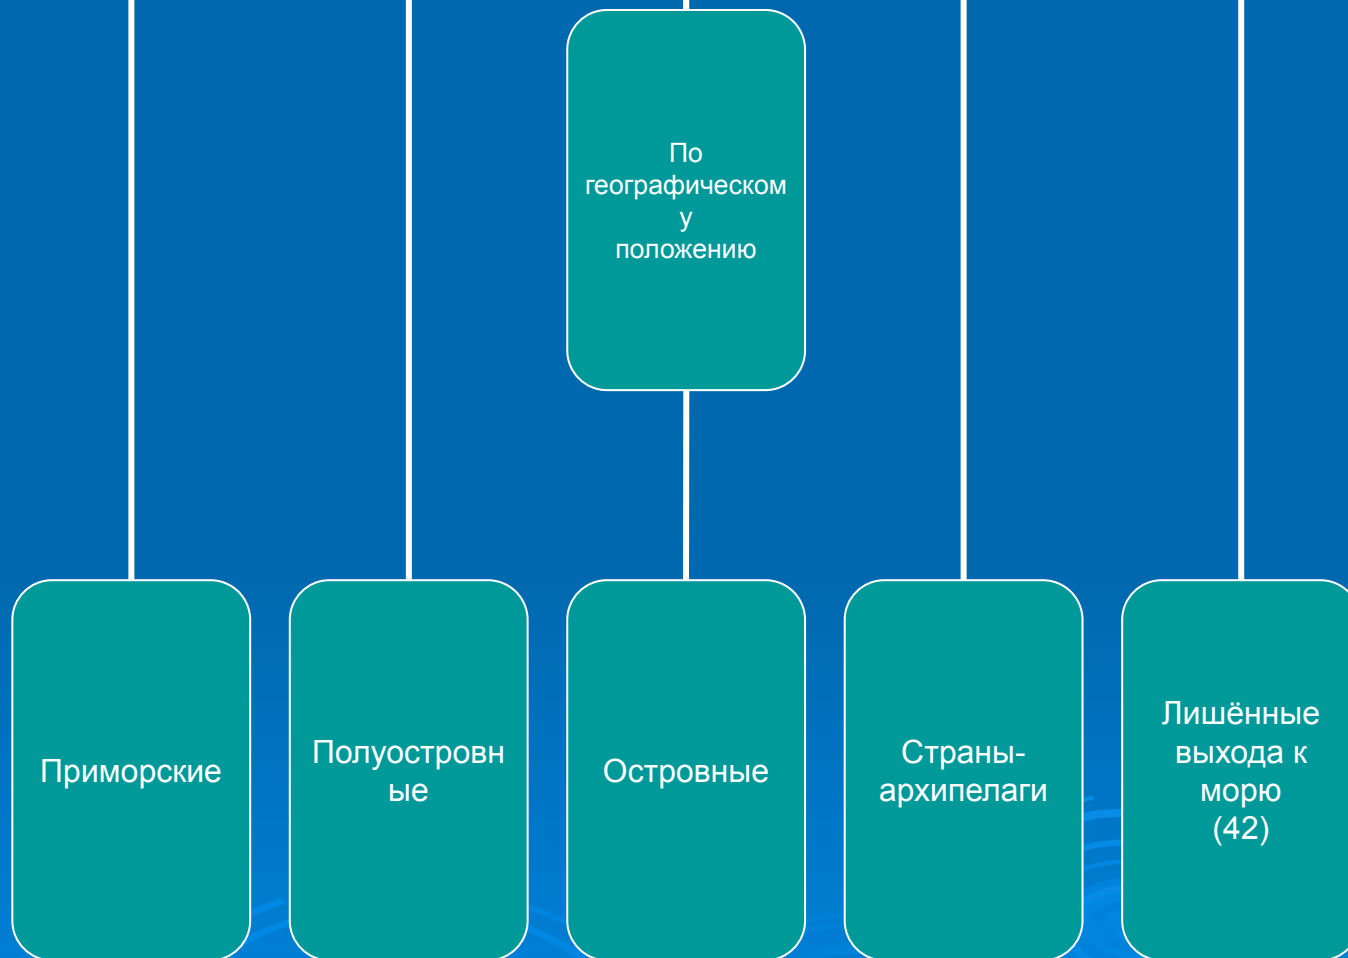 По
географическом
у
положению
Приморские
Полуостровн
ые
Островные
Страны-
архипелаги
Лишённые
выхода к
морю
(42)